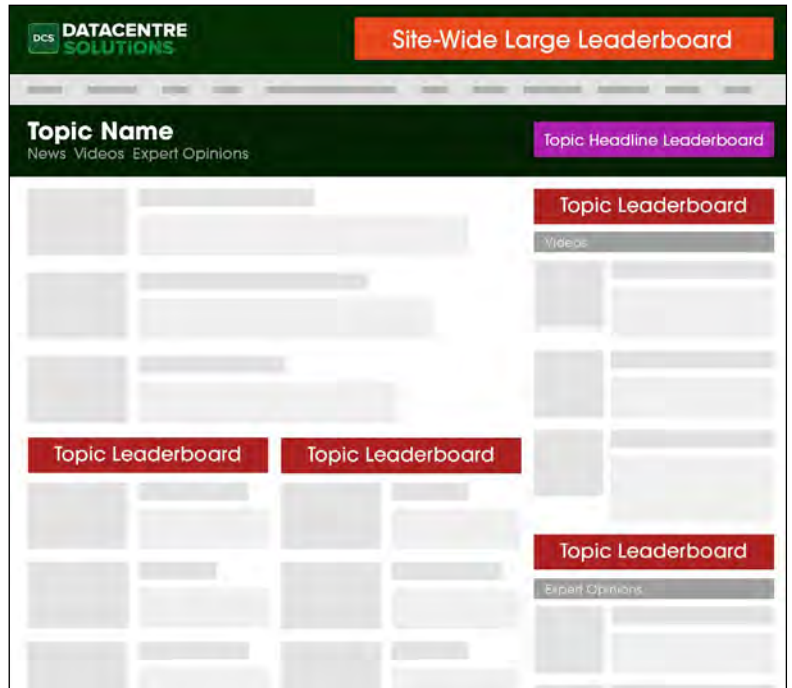 DCS DATACENTRE
SOLUTIONS
Site-Wide Large Leaderboard
Topic Name
News Videos Expert Opinions
Topic Headline Leaderboard
Topic Leaderboard
Videos
Topic Leaderboard
Topic Leaderboard
Topic Leaderboard
Expert Opinions